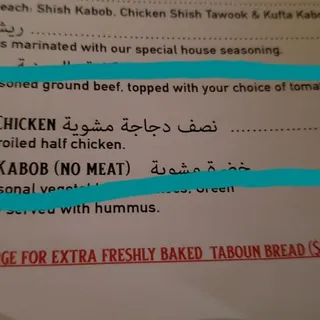 each: Shish Kabob, Chicken Shish Tawook & Kufta Kabo
s marinated with our special house seasoning.
soned ground beef, topped with your choice of toma
CHICKEN نصف دجاجة مشوية ..............
roiled half chicken.
KABOB (NO MEAT) خضرة مشوية
served with hummus.
GE FOR EXTRA FRESHLY BAKED TABOUN BREAD (S